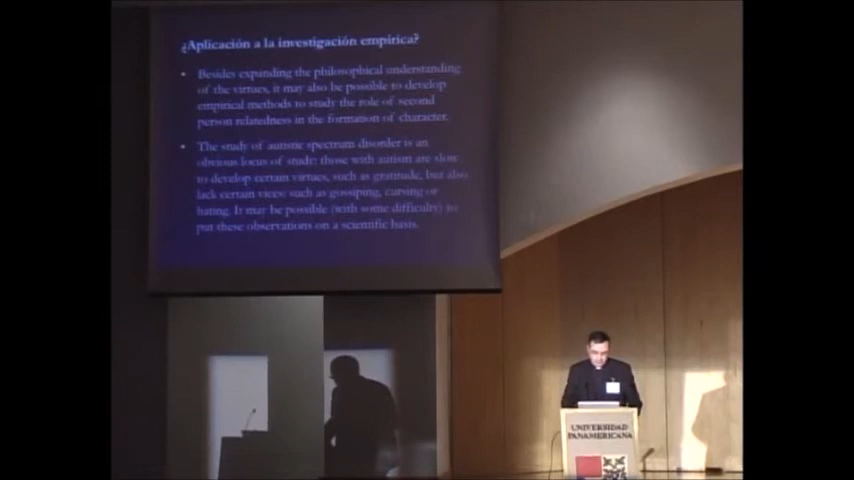 ¿Aplicación a la investigación empirica?
• Besides expanding the philosophical understanding
of the virtues, it may also be possible to develop
empirical methods to study the role of second
person relatedness in the formation of character.
• The study of autistic spectrum disorder is an
obvious locus of study: those with autism are slow
to develop certain virtues, such as gratitude, but also
lack certain vices: such as gossiping, cursing or
hating. It may be possible (with some difficulty) to
put these observations on a scientific basis.
UNIVERSIDAD
PANAMERICANA